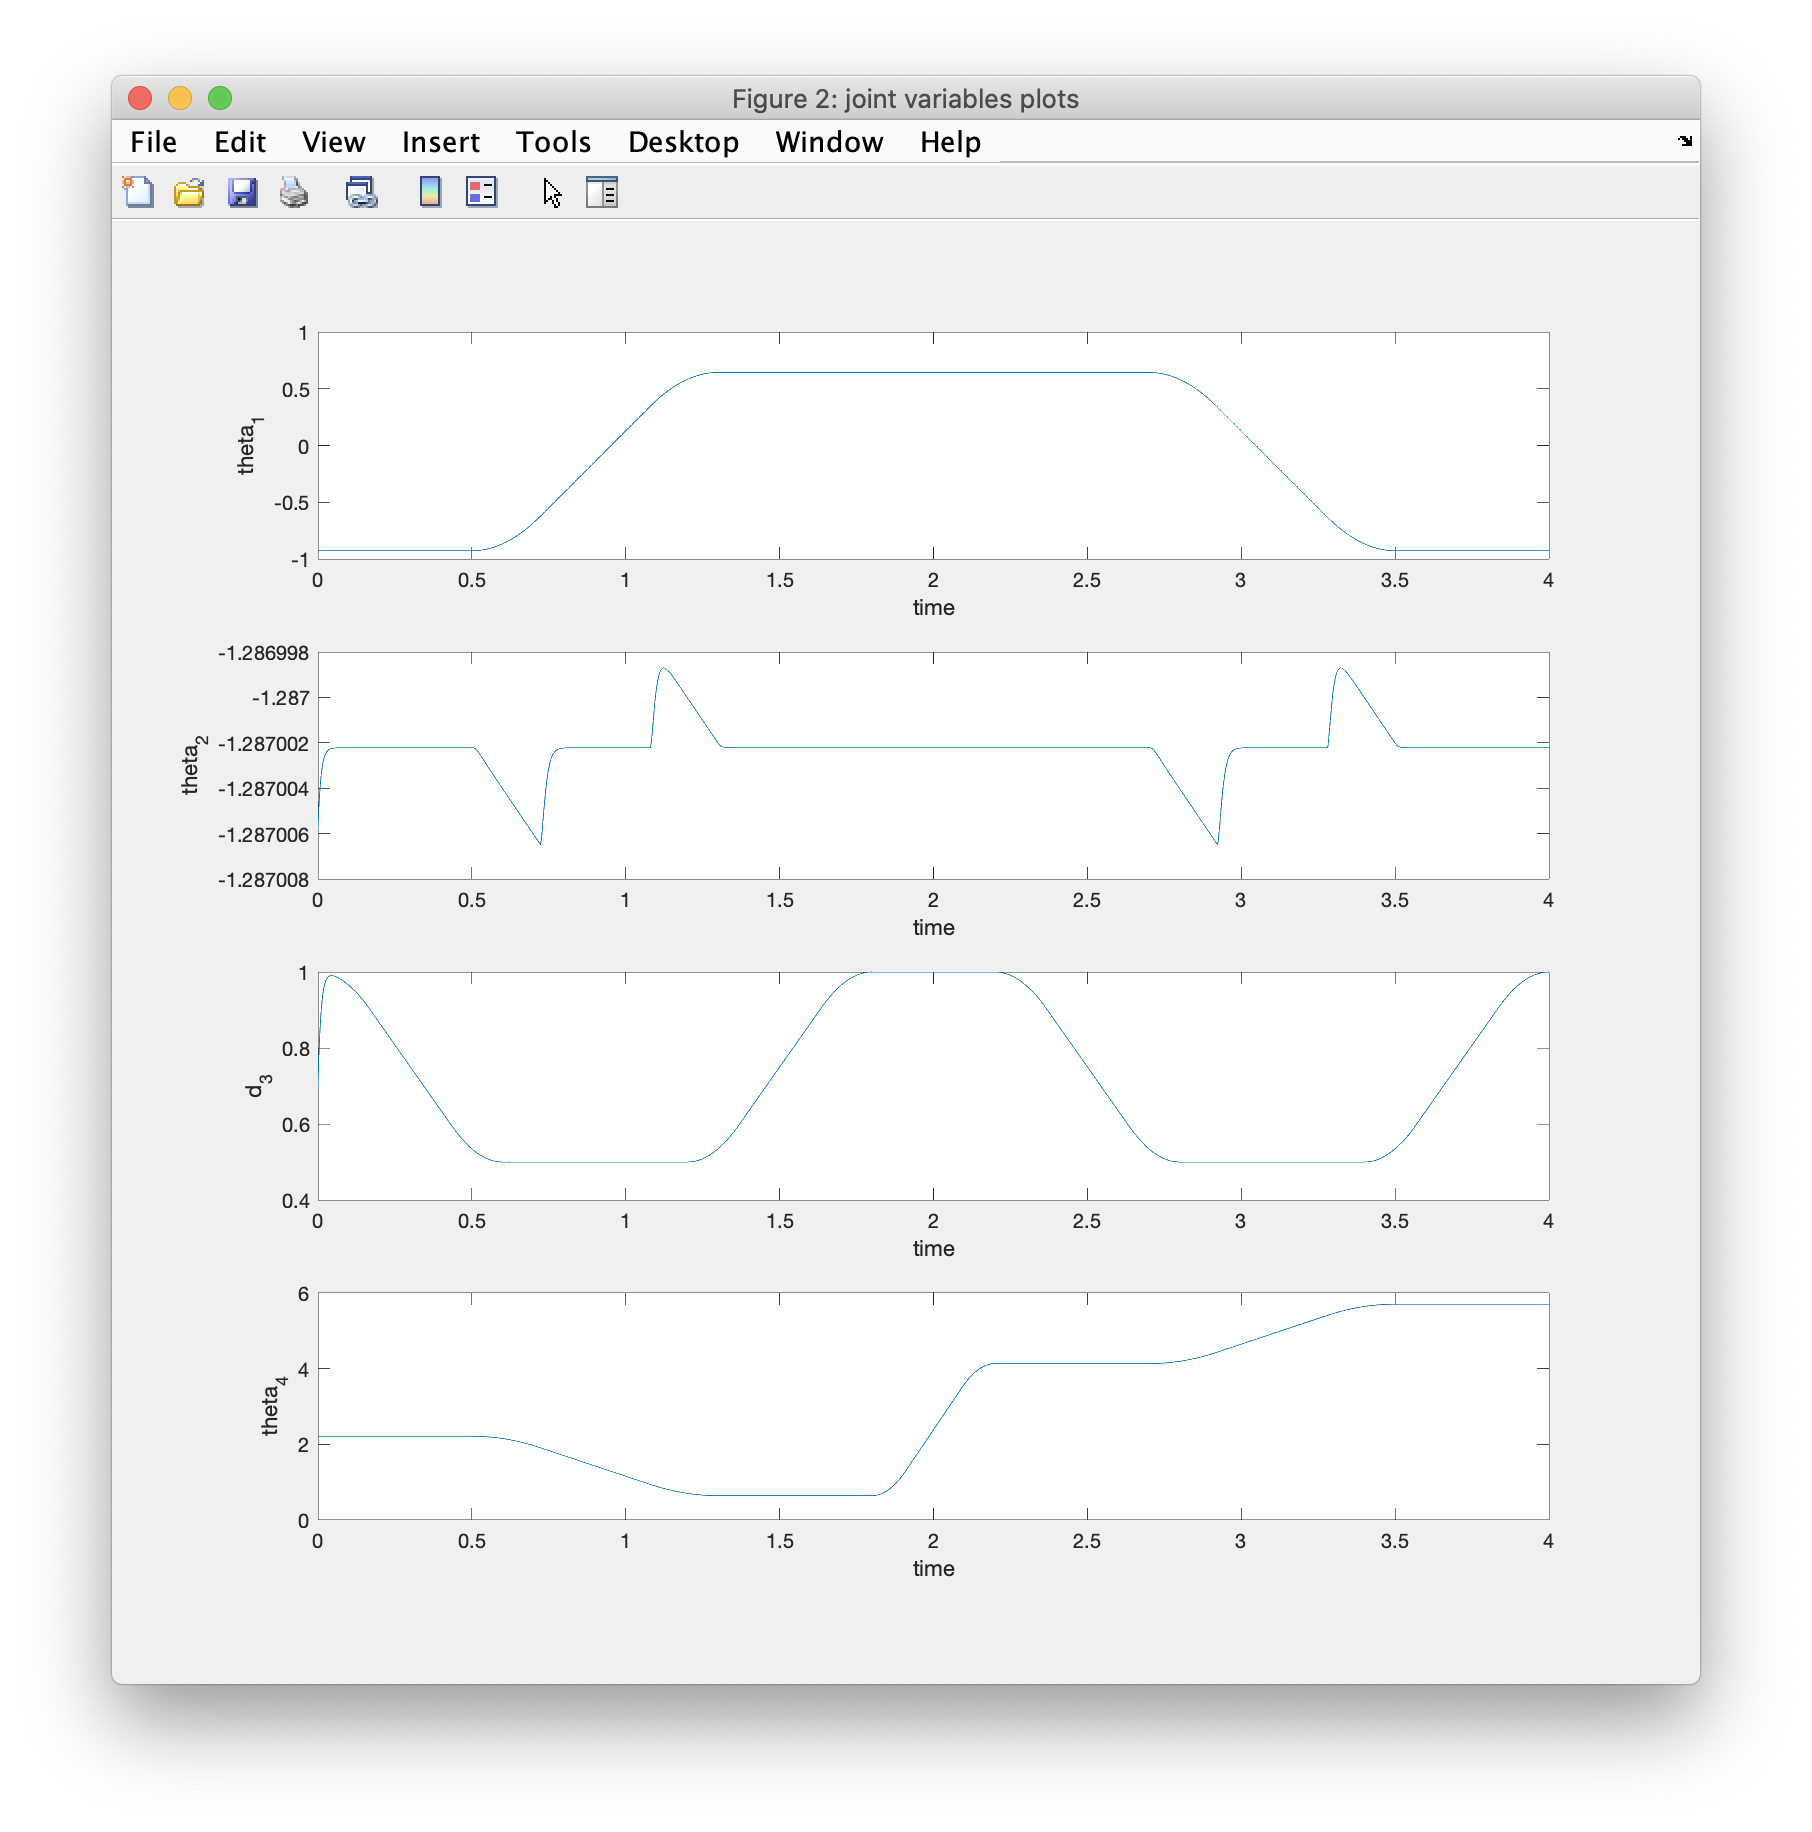 Figure 2: joint variables plots
File Edit View Insert Tools Desktop Window Help
1
0.5
0
-0.5
-1
theta1
0 0.5 1 1.5 2 2.5 3 3.5 4
time
-1.286998
-1.287
-1.287002
-1.287004
-1.287006
-1.287008
theta2
0 0.5 1 1.5 2 2.5 3 3.5 4
time
1
0.8
0.6
0.4
d3
0 0.5 1 1.5 2 2.5 3 3.5 4
time
6
4
2
0
theta4
0 0.5 1 1.5 2 2.5 3 3.5 4
time